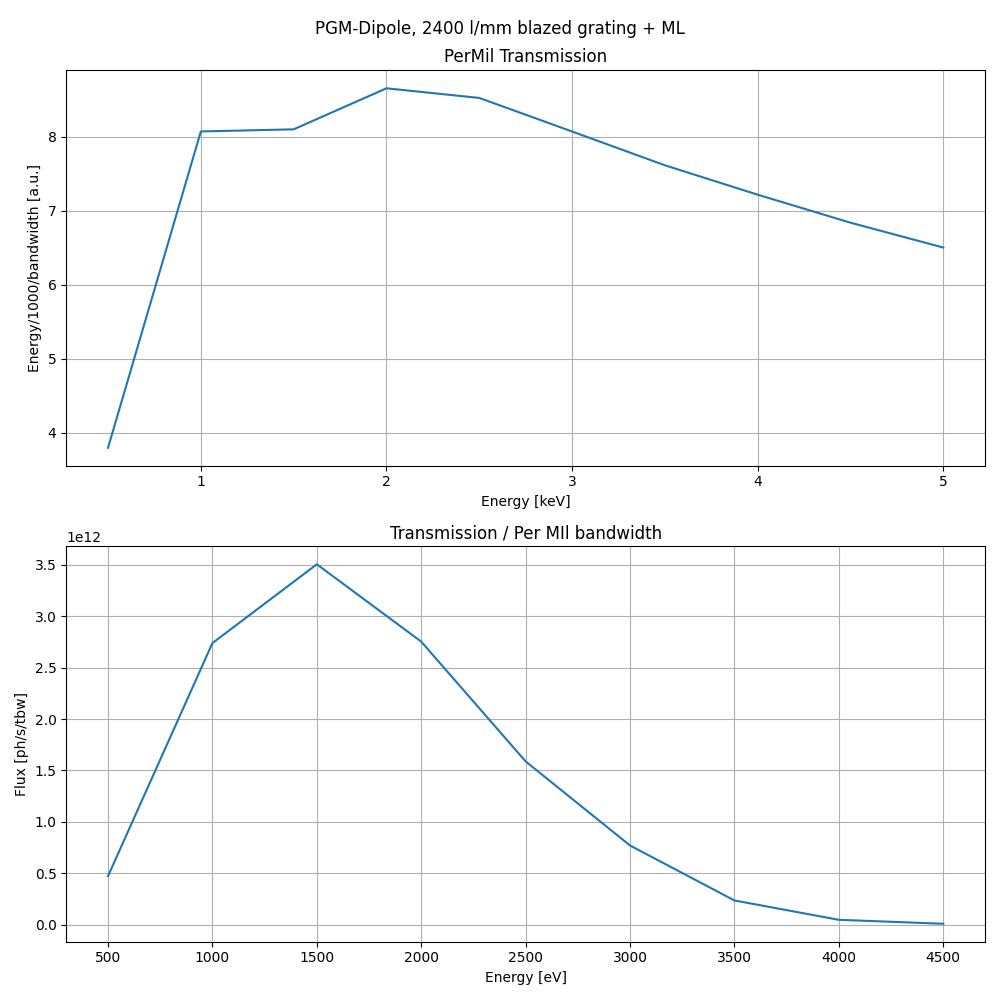 PGM-Dipole, 2400 l/mm blazed grating + ML
PerMil Transmission
8
7
6
5
4
Energy/1000/bandwidth [a.u.]
1 2 3 4 5
Energy [keV]
1e12
Transmission / Per MIl bandwidth
3.5
3.0
2.5
2.0
1.5
1.0
0.5
0.0
Flux [ph/s/tbw]
500 1000 1500 2000 2500 3000 3500 4000 4500
Energy [eV]